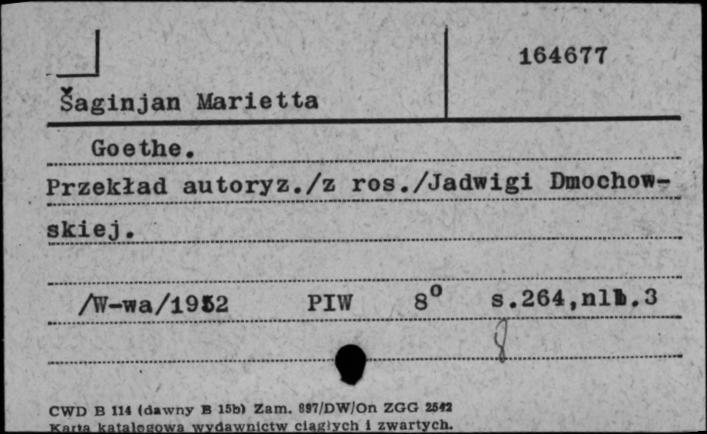 164677
Šaginjan Marietta
Goethe.
Przekład autoryz./z ros./Jadwigi Dmochow-
skiej.
/W-wa/1952 PIW 8° s.264,nlb.3
8
CWD B 114 (dawny B 15b) Zam. 897/DW/On ZGG 2542
Karta katalogowa wydawnictw ciągłych i zwartych.